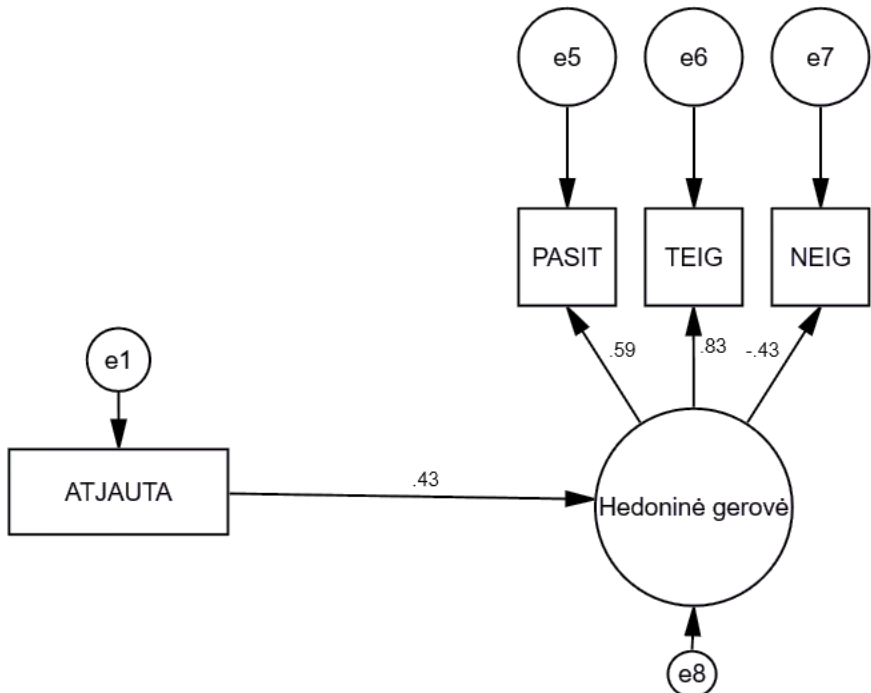 e5 e6 e7
PASIT TEIG NEIG
.59 .83 -.43
e1
ATJAUTA
.43
Hedoninė gerovė
e8